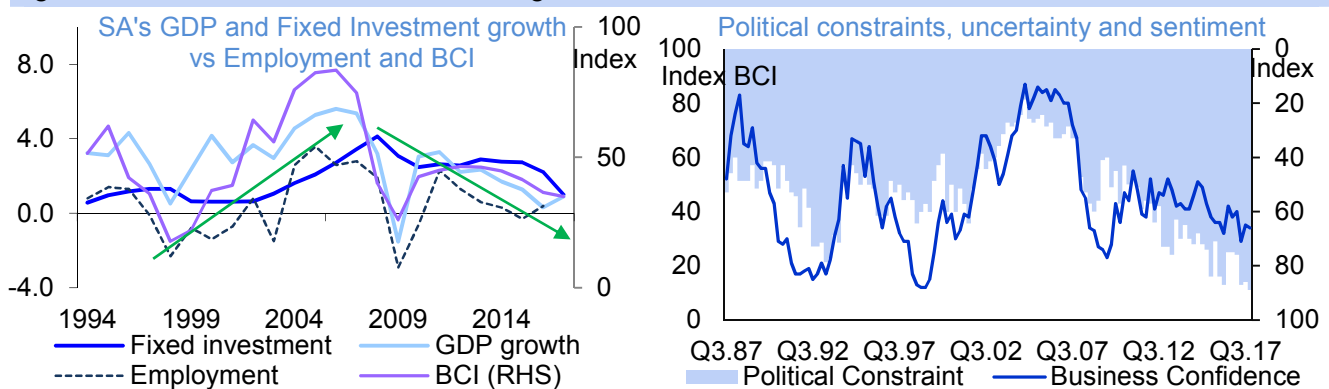 SA's GDP and Fixed Investment growth
vs Employment and BCI
100
Index
8.0
4.0
50
0.0
-4.0
0
1994 1999 2004 2009 2014
Fixed investment GDP growth
Employment BCI (RHS)
Political constraints, uncertainty and sentiment
100 0
Index BCI Index
80 20
60 40
40 60
20 80
0 100
Q3.87 Q3.92 Q3.97 Q3.02 Q3.07 Q3.12 Q3.17
Political Constraint Business Confidence